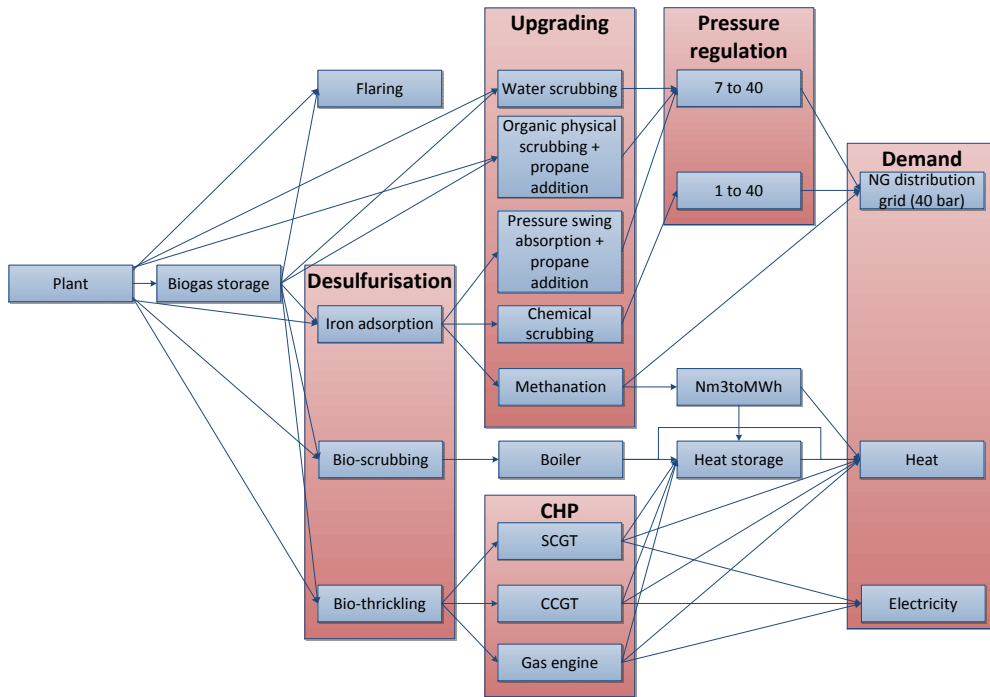 Upgrading
Pressure
regulation
Flaring
Water scrubbing
7 to 40
Organic physical
scrubbing +
propane
addition
Demand
1 to 40
NG distribution
grid (40 bar)
Pressure swing
absorption +
propane
addition
Plant
Biogas storage
Desulfurisation
Iron adsorption
Chemical
scrubbing
Methanation
Nm3toMWh
Bio-scrubbing
Boiler
Heat storage
Heat
CHP
SCGT
Bio-thrickling
CCGT
Electricity
Gas engine